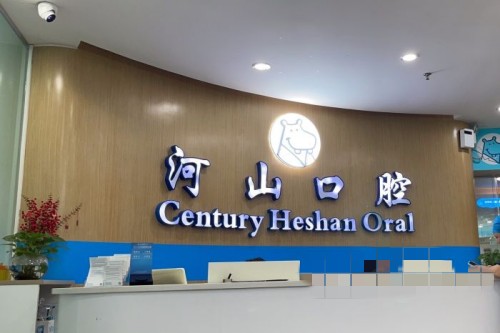 河山口腔
Century Heshan Oral